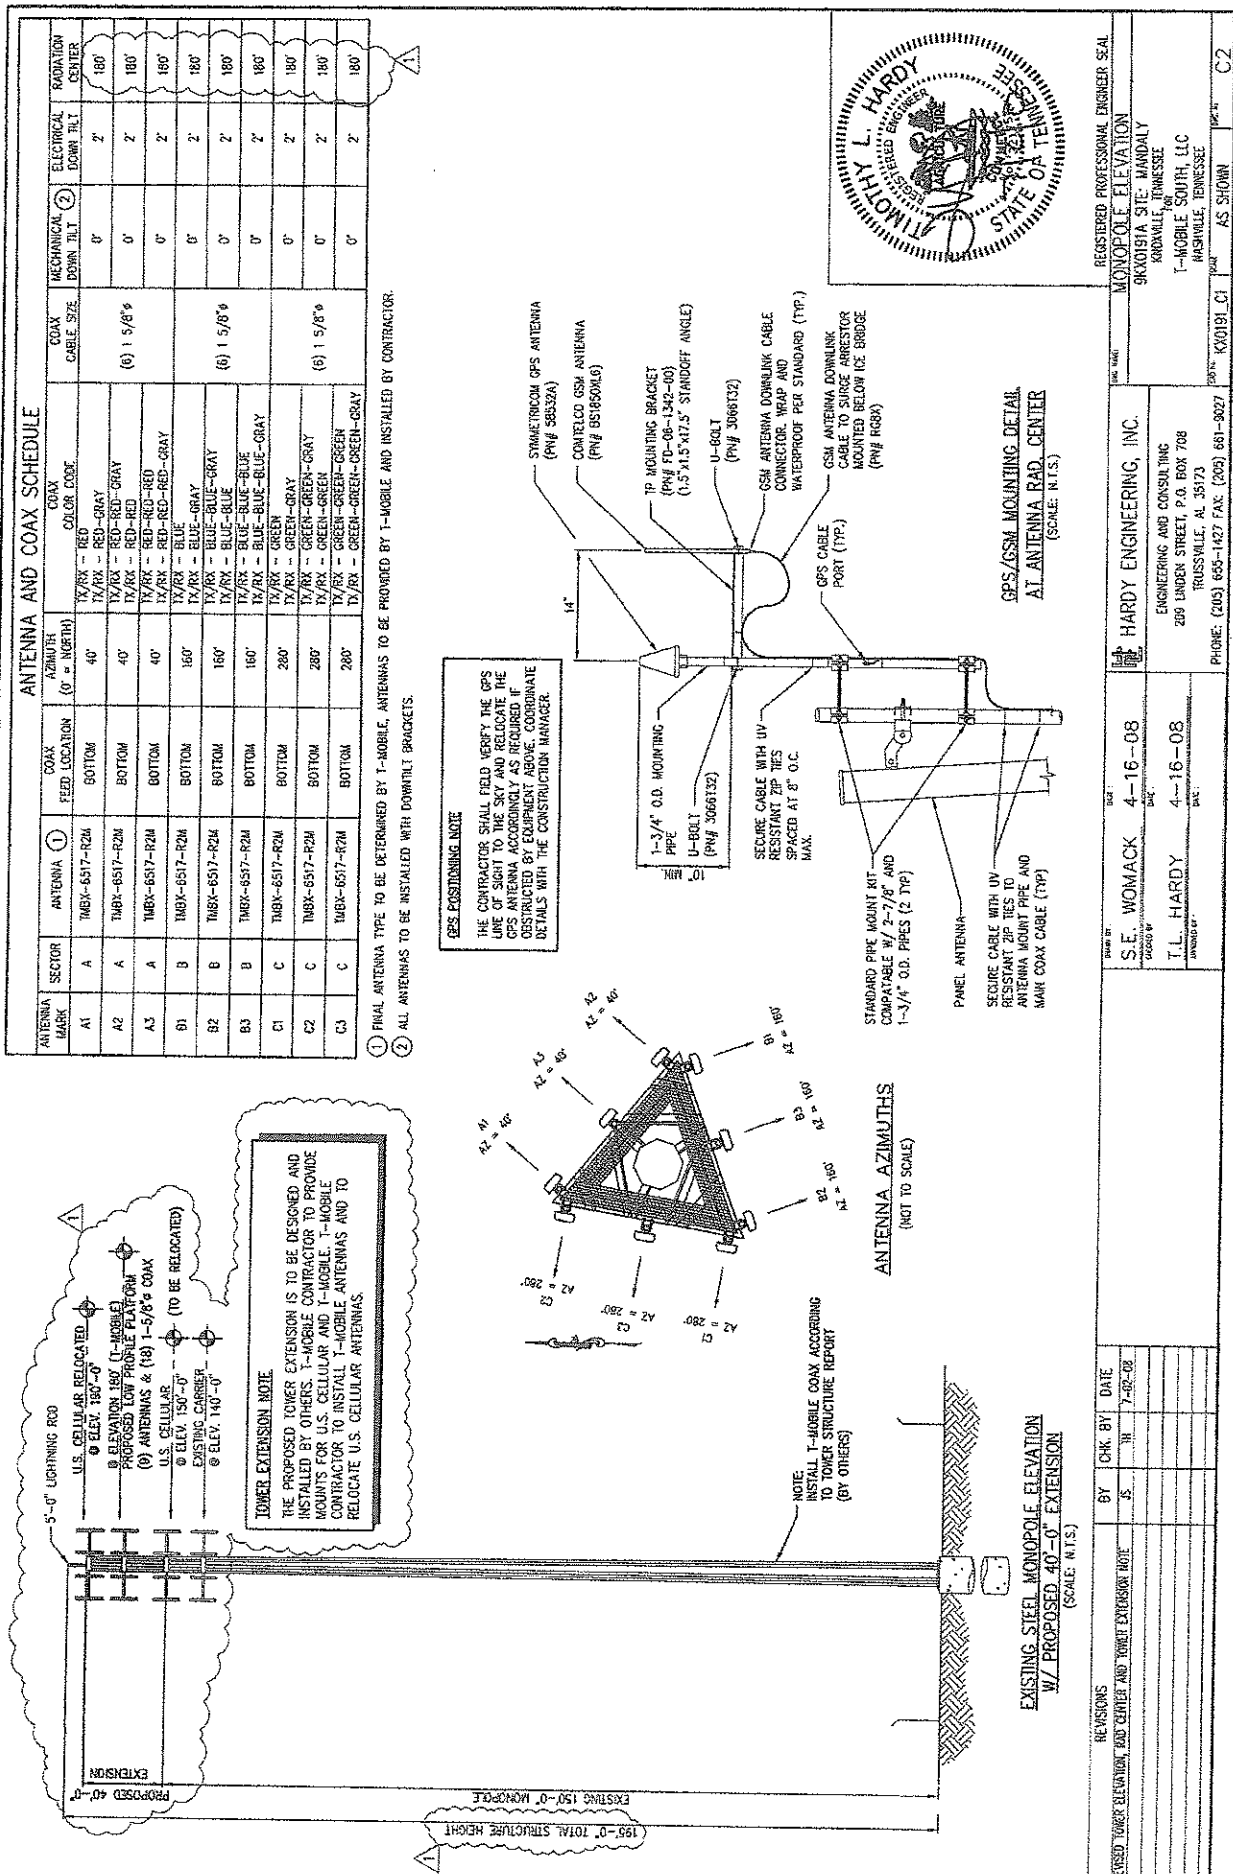 ANTENNA AND COAX SCHEDULE
ANTENNA MARK | SECTOR | ANTENNA ① | COAX FEED LOCATION | AZIMUTH (0 = NORTH) | COAX COLOR CODE | COAX CABLE SIZE | MECHANICAL DOWN TILT ② | ELECTRICAL DOWN TILT | RADIATION CENTER
A1 | A | TMBX-6517-R2M | BOTTOM | 40° | TX/RX - RED TX/RX - RED-GRAY | (6) 1 5/8"ø | 0° | 2° | 180'
A2 | A | TMBX-6517-R2M | BOTTOM | 40° | TX/RX - RED-RED-GRAY TX/RX - RED-RED | 0° | 2° | 180'
A3 | A | TMBX-6517-R2M | BOTTOM | 40° | TX/RX - RED-RED-RED TX/RX - RED-RED-RED-GRAY | 0° | 2° | 180'
B1 | B | TMBX-6517-R2M | BOTTOM | 160° | TX/RX - BLUE TX/RX - BLUE-GRAY | (6) 1 5/8"ø | 0° | 2° | 180'
B2 | B | TMBX-6517-R2M | BOTTOM | 160° | TX/RX - BLUE-BLUE-GRAY TX/RX - BLUE-BLUE | 0° | 2° | 180'
B3 | B | TMBX-6517-R2M | BOTTOM | 160° | TX/RX - BLUE-BLUE-BLUE TX/RX - BLUE-BLUE-BLUE-GRAY | 0° | 2° | 180'
C1 | C | TMBX-6517-R2M | BOTTOM | 280° | TX/RX - GREEN TX/RX - GREEN-GRAY | (6) 1 5/8"ø | 0° | 2° | 180'
C2 | C | TMBX-6517-R2M | BOTTOM | 280° | TX/RX - GREEN-GREEN-GRAY TX/RX - GREEN-GREEN | 0° | 2° | 180'
C3 | C | TMBX-6517-R2M | BOTTOM | 280° | TX/RX - GREEN-GREEN-GREEN TX/RX - GREEN-GREEN-GREEN-GRAY | 0° | 2° | 180'
1
① FINAL ANTENNA TYPE TO BE DETERMINED BY T-MOBILE, ANTENNAS TO BE PROVIDED BY T-MOBILE AND INSTALLED BY CONTRACTOR.
② ALL ANTENNAS TO BE INSTALLED WITH DOWNTILT BRACKETS.
5'-0" LIGHTNING ROD
U.S. CELLULAR RELOCATED
@ ELEV. 190'-0"
@ ELEVATION 180' (T-MOBILE)
PROPOSED LOW PROFILE PLATFORM
(9) ANTENNAS & (18) 1-5/8"ø COAX
U.S. CELLULAR
@ ELEV. 150'-0" (TO BE RELOCATED)
EXISTING CARRIER
@ ELEV. 140'-0"
1
TOWER EXTENSION NOTE
THE PROPOSED TOWER EXTENSION IS TO BE DESIGNED AND
INSTALLED BY OTHERS. T-MOBILE CONTRACTOR TO PROVIDE
MOUNTS FOR U.S. CELLULAR AND T-MOBILE. T-MOBILE
CONTRACTOR TO INSTALL T-MOBILE ANTENNAS AND TO
RELOCATE U.S. CELLULAR ANTENNAS.
PROPOSED 40'-0"
EXTENSION
EXISTING 150'-0" MONOPOLE
195'-0" TOTAL STRUCTURE HEIGHT
1
NOTE:
INSTALL T-MOBILE COAX ACCORDING
TO TOWER STRUCTURE REPORT
(BY OTHERS)
EXISTING STEEL MONOPOLE ELEVATION
W/ PROPOSED 40'-0" EXTENSION
(SCALE: N.T.S.)
A1
AZ = 40°
A3
AZ = 40°
A2
AZ = 40°
B1
AZ = 160°
B3
AZ = 160°
B2
AZ = 160°
C1
AZ = 280°
C3
AZ = 280°
C2
AZ = 280°
ANTENNA AZIMUTHS
(NOT TO SCALE)
GPS POSITIONING NOTE
THE CONTRACTOR SHALL FIELD VERIFY THE GPS
LINE OF SIGHT TO THE SKY AND RELOCATE THE
GPS ANTENNA ACCORDINGLY AS REQUIRED IF
OBSTRUCTED BY EQUIPMENT ABOVE. COORDINATE
DETAILS WITH THE CONSTRUCTION MANAGER.
14"
10" MIN.
SYMMETRICOM GPS ANTENNA
(PN# 58532A)
COMTELCO GSM ANTENNA
(PN# BS1850XL6)
TP MOUNTING BRACKET
(PN# FD-08-1342-00)
(1.5"x1.5"x17.5" STANDOFF ANGLE)
U-BOLT
(PN# 3066T32)
GSM ANTENNA DOWNLINK CABLE
CONNECTOR. WRAP AND
WATERPROOF PER STANDARD (TYP.)
GSM ANTENNA DOWNLINK
CABLE TO SURGE ARRESTOR
MOUNTED BELOW ICE BRIDGE
(PN# RG8X)
GPS CABLE
PORT (TYP.)
1-3/4" O.D. MOUNTING
PIPE
U-BOLT
(PN# 3066T32)
SECURE CABLE WITH UV
RESISTANT ZIP TIES
SPACED AT 8" O.C.
MAX.
STANDARD PIPE MOUNT KIT
COMPATABLE W/ 2-7/8" AND
1-3/4" O.D. PIPES (2 TYP)
PANEL ANTENNA
SECURE CABLE WITH UV
RESISTANT ZIP TIES TO
ANTENNA MOUNT PIPE AND
MAIN COAX CABLE (TYP)
GPS/GSM MOUNTING DETAIL
AT ANTENNA RAD CENTER
(SCALE: N.T.S.)
TIMOTHY L. HARDY
REGISTERED ENGINEER
AGRICULTURE
COMMERCE
STATE OF TENNESSEE
REGISTERED PROFESSIONAL ENGINEER SEAL
REVISIONS | BY | CHK. BY | DATE
REVISED TOWER ELEVATION, RAD CENTER AND TOWER EXTENSION NOTE | JS | TH | 7-02-08
DRAWN BY: S.E. WOMACK
DATE: 4-16-08
CHECKED BY: T.L. HARDY
DATE: 4-16-08
APPROVED BY:
DATE:
HARDY ENGINEERING, INC.
ENGINEERING AND CONSULTING
209 LINDEN STREET, P.O. BOX 708
TRUSSVILLE, AL 35173
PHONE: (205) 655-1427 FAX: (205) 661-9027
MONOPOLE ELEVATION
9KX0191A SITE: MANDALY
KNOXVILLE, TENNESSEE
FOR
T-MOBILE SOUTH, LLC
NASHVILLE, TENNESSEE
KX0191_C1
SCALE AS SHOWN
C2